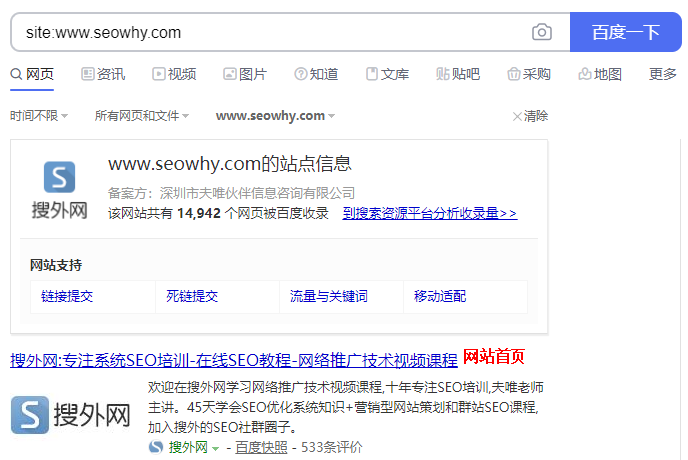 site:www.seowhy.com 百度一下
网页 资讯 视频 图片 知道 文库 贴吧 采购 地图 更多
时间不限 所有网页和文件 www.seowhy.com 清除
www.seowhy.com的站点信息
备案方：深圳市夫唯伙伴信息咨询有限公司
该网站共有 14,942 个网页被百度收录 到搜索资源平台分析收录量>>
S
搜外网
网站支持
链接提交 死链提交 流量与关键词 移动适配
搜外网:专注系统SEO培训-在线SEO教程-网络推广技术视频课程 网站首页
欢迎在搜外网学习网络推广技术视频课程,十年专注SEO培训,夫唯老师
主讲。45天学会SEO优化系统知识+营销型网站策划和群站SEO课程,
加入搜外的SEO社群圈子。
S 搜外网
搜外网 - 百度快照 - 533条评价